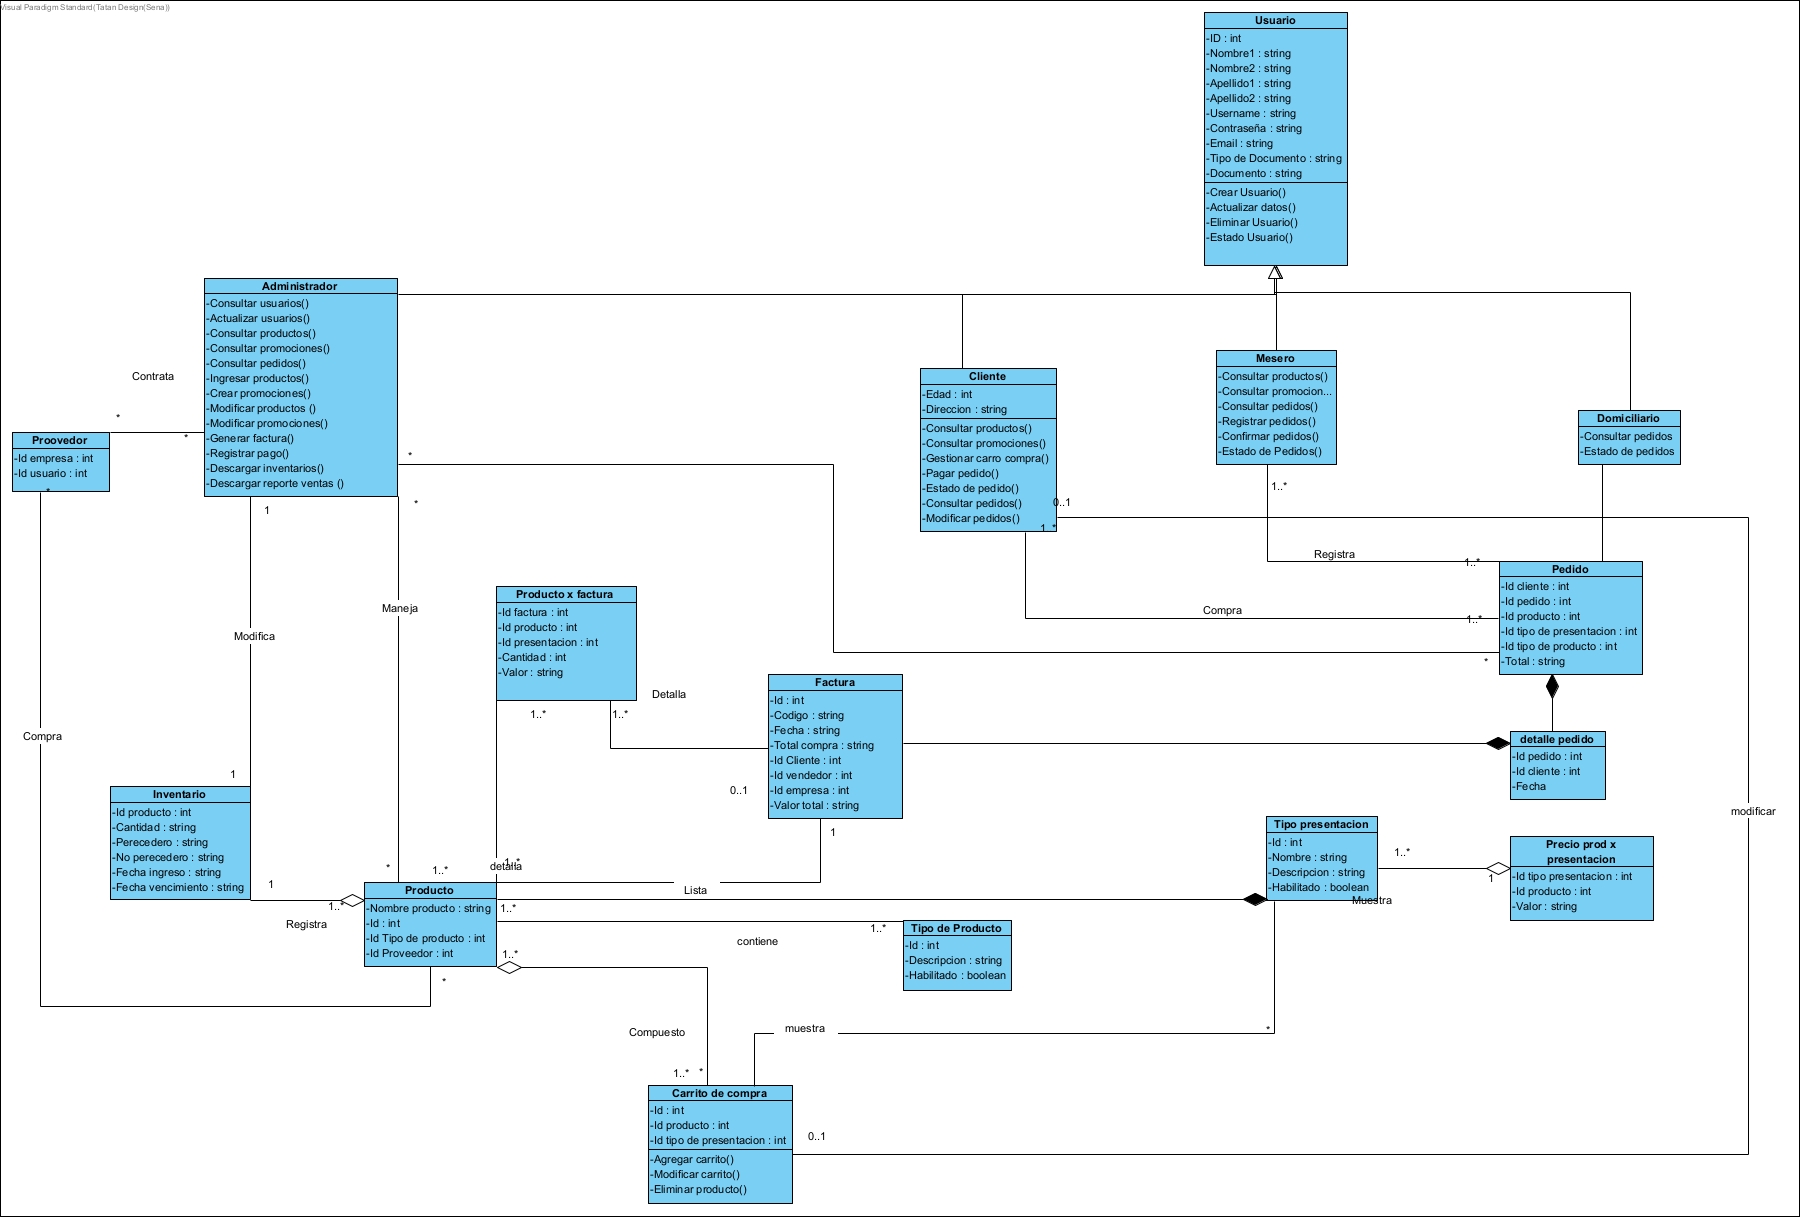 Visual Paradigm Standard(Tatan Design(Sena))
Usuario
-ID : int
-Nombre1 : string
-Nombre2 : string
-Apellido1 : string
-Apellido2 : string
-Username : string
-Contraseña : string
-Email : string
-Tipo de Documento : string
-Documento : string
-Crear Usuario()
-Actualizar datos()
-Eliminar Usuario()
-Estado Usuario()
Administrador
-Consultar usuarios()
-Actualizar usuarios()
-Consultar productos()
-Consultar promociones()
-Consultar pedidos()
-Ingresar productos()
-Crear promociones()
-Modificar productos ()
-Modificar promociones()
-Generar factura()
-Registrar pago()
-Descargar inventarios()
-Descargar reporte ventas ()
Contrata
*
*
Proovedor
-Id empresa : int
-Id usuario : int
*
*
*
1
Cliente
-Edad : int
-Direccion : string
-Consultar productos()
-Consultar promociones()
-Gestionar carro compra()
-Pagar pedido()
-Estado de pedido()
-Consultar pedidos()
-Modificar pedidos()
0..1
1..*
Mesero
-Consultar productos()
-Consultar promocion...
-Consultar pedidos()
-Registrar pedidos()
-Confirmar pedidos()
-Estado de Pedidos()
1..*
Domiciliario
-Consultar pedidos
-Estado de pedidos
Registra
1..*
Compra
1..*
*
Pedido
-Id cliente : int
-Id pedido : int
-Id producto : int
-Id tipo de presentacion : int
-Id tipo de producto : int
-Total : string
Maneja
Modifica
Compra
Producto x factura
-Id factura : int
-Id producto : int
-Id presentacion : int
-Cantidad : int
-Valor : string
1..*
1..*
Detalla
Factura
-Id : int
-Codigo : string
-Fecha : string
-Total compra : string
-Id Cliente : int
-Id vendedor : int
-Id empresa : int
-Valor total : string
0..1
1
detalle pedido
-Id pedido : int
-Id cliente : int
-Fecha
modificar
1
Inventario
-Id producto : int
-Cantidad : string
-Perecedero : string
-No perecedero : string
-Fecha ingreso : string
-Fecha vencimiento : string
1
1..*
Registra
*
1..*
detalla
1..*
Lista
Producto
-Nombre producto : string
-Id : int
-Id Tipo de producto : int
-Id Proveedor : int
1..*
1..*
*
contiene
1..*
Tipo de Producto
-Id : int
-Descripcion : string
-Habilitado : boolean
Tipo presentacion
-Id : int
-Nombre : string
-Descripcion : string
-Habilitado : boolean
1..*
1
Muestra
Precio prod x
presentacion
-Id tipo presentacion : int
-Id producto : int
-Valor : string
Compuesto
muestra
*
1..*
*
Carrito de compra
-Id : int
-Id producto : int
-Id tipo de presentacion : int
-Agregar carrito()
-Modificar carrito()
-Eliminar producto()
0..1